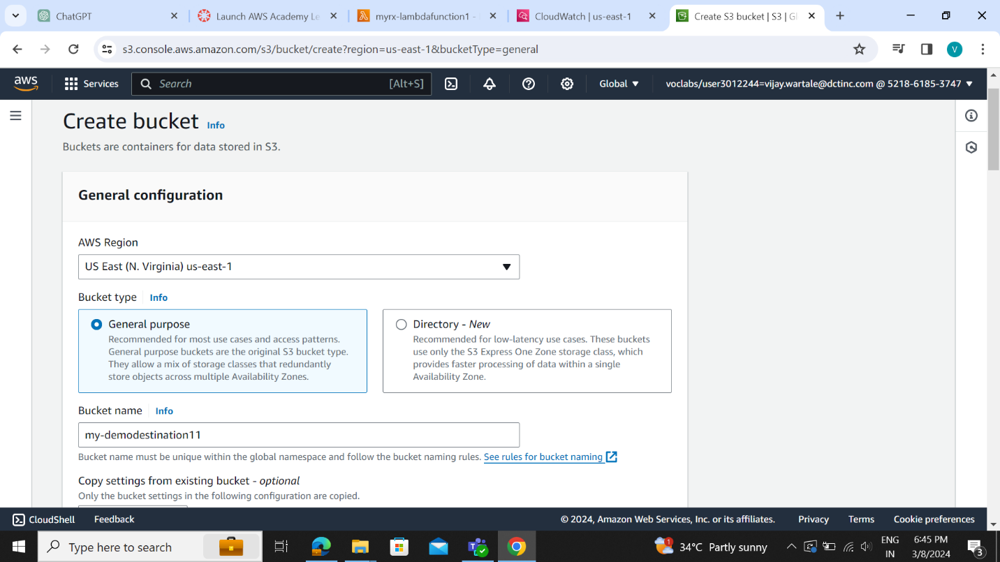 ChatGPT
Launch AWS Academy Le
myrx-lambdafunction1 -
CloudWatch | us-east-1
Create S3 bucket | S3 | Gl
s3.console.aws.amazon.com/s3/bucket/create?region=us-east-1&bucketType=general
V
aws
Services
Search
[Alt+S]
Global
voclabs/user3012244=vijay.wartale@dctinc.com @ 5218-6185-3747
Create bucket Info
Buckets are containers for data stored in S3.
General configuration
AWS Region
US East (N. Virginia) us-east-1
Bucket type Info
General purpose
Recommended for most use cases and access patterns.
General purpose buckets are the original S3 bucket type.
They allow a mix of storage classes that redundantly
store objects across multiple Availability Zones.
Directory - New
Recommended for low-latency use cases. These buckets
use only the S3 Express One Zone storage class, which
provides faster processing of data within a single
Availability Zone.
Bucket name Info
my-demodestination11
Bucket name must be unique within the global namespace and follow the bucket naming rules. See rules for bucket naming
Copy settings from existing bucket - optional
Only the bucket settings in the following configuration are copied.
CloudShell Feedback
© 2024, Amazon Web Services, Inc. or its affiliates. Privacy Terms Cookie preferences
Type here to search
1
34°C Partly sunny
ENG
IN
6:45 PM
3/8/2024
3